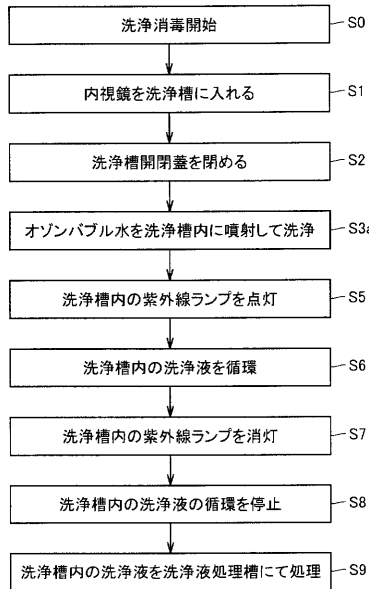 洗浄消毒開始 S0
内視鏡を洗浄槽に入れる S1
洗浄槽開閉蓋を閉める S2
オゾンバブル水を洗浄槽内に噴射して洗浄 S3a
洗浄槽内の紫外線ランプを点灯 S5
洗浄槽内の洗浄液を循環 S6
洗浄槽内の紫外線ランプを消灯 S7
洗浄槽内の洗浄液の循環を停止 S8
洗浄槽内の洗浄液を洗浄液処理槽にて処理 S9